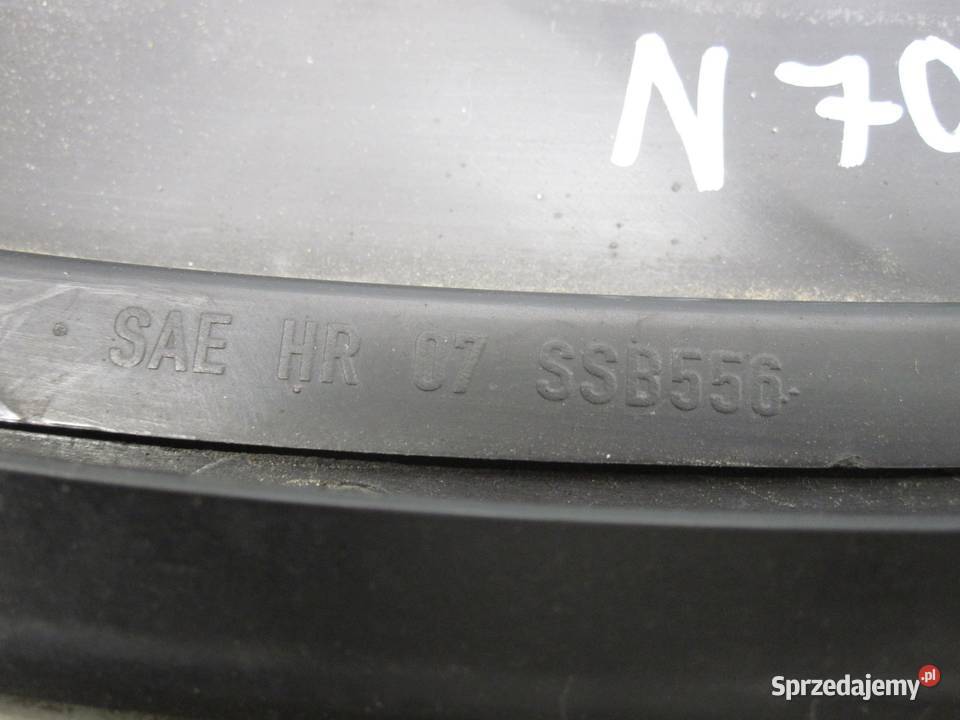 N 70
SAE HR 07 SSB556
Sprzedajemy.pl